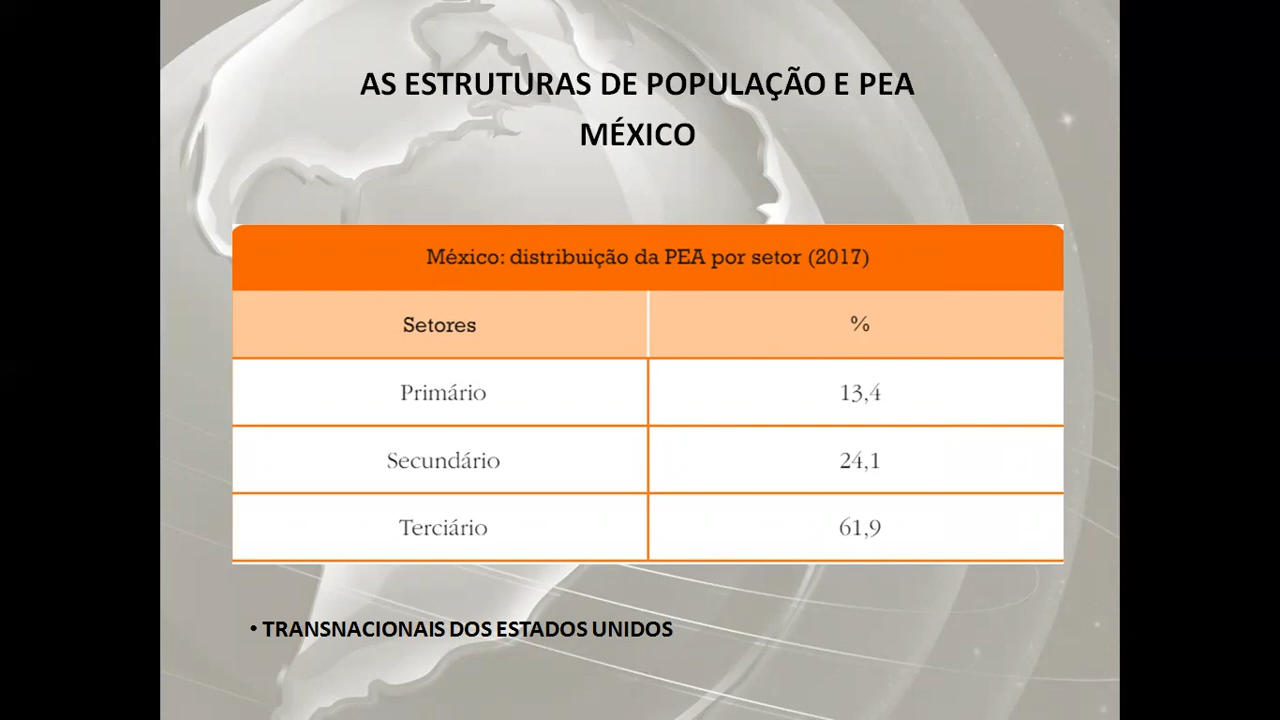 AS ESTRUTURAS DE POPULAÇÃO E PEA
MÉXICO
México: distribuição da PEA por setor (2017)
Setores %
Primário 13,4
Secundário 24,1
Terciário 61,9
• TRANSNACIONAIS DOS ESTADOS UNIDOS